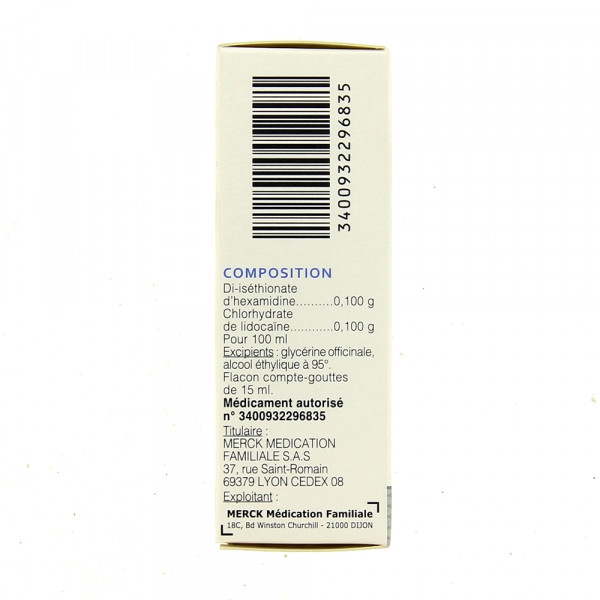 3400932296835
COMPOSITION
Di-iséthionate
d'hexamidine..........0,100 g
Chlorhydrate
de lidocaïne...........0,100 g
Pour 100 ml
Excipients : glycérine officinale,
alcool éthylique à 95°.
Flacon compte-gouttes
de 15 ml.
Médicament autorisé
n° 3400932296835
Titulaire :
MERCK MEDICATION
FAMILIALE S.A.S
37, rue Saint-Romain
69379 LYON CEDEX 08
Exploitant :
MERCK Médication Familiale
18C, Bd Winston Churchill - 21000 DIJON